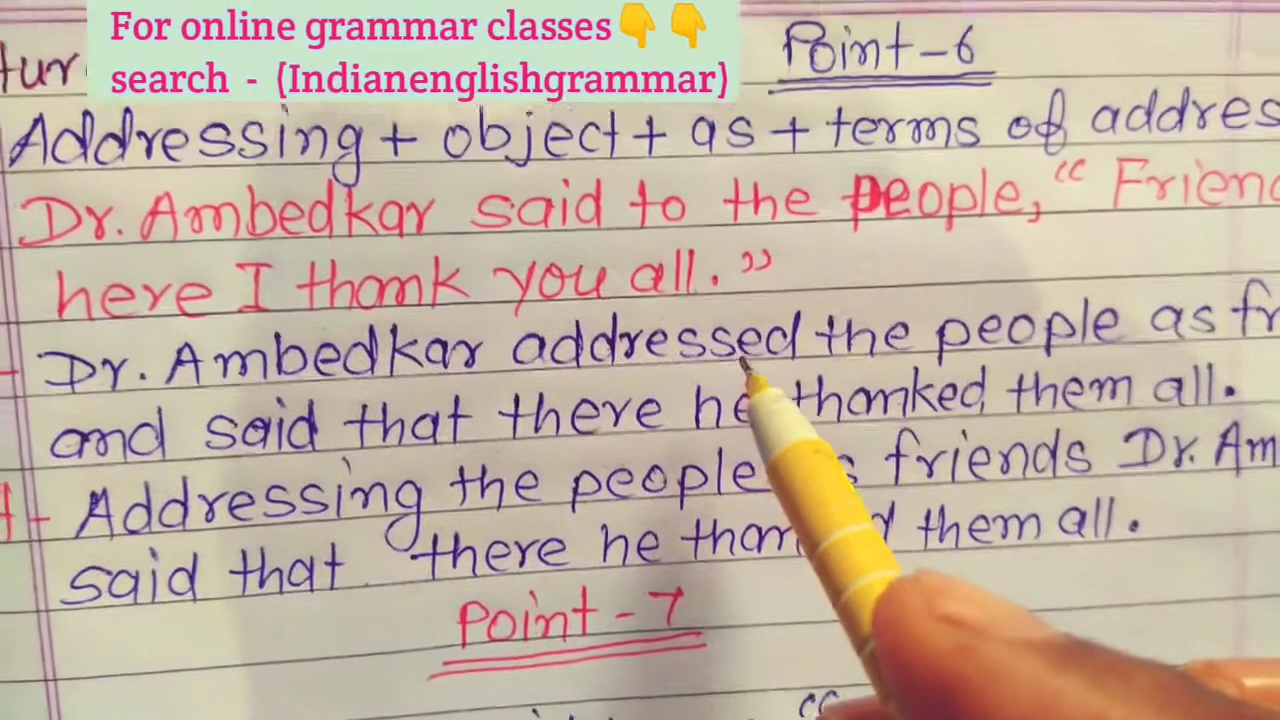 For online grammar classes👇👇
search - (Indianenglishgrammar)
Point-6
Addressing + object + as + terms of addres
Dr. Ambedkar said to the people, " Frien
here I thank you all."
Dr. Ambedkar addressed the people as fr
and said that there he thanked them all.
- Addressing the people friends Dr. Am
said that there he them all.
Point-7